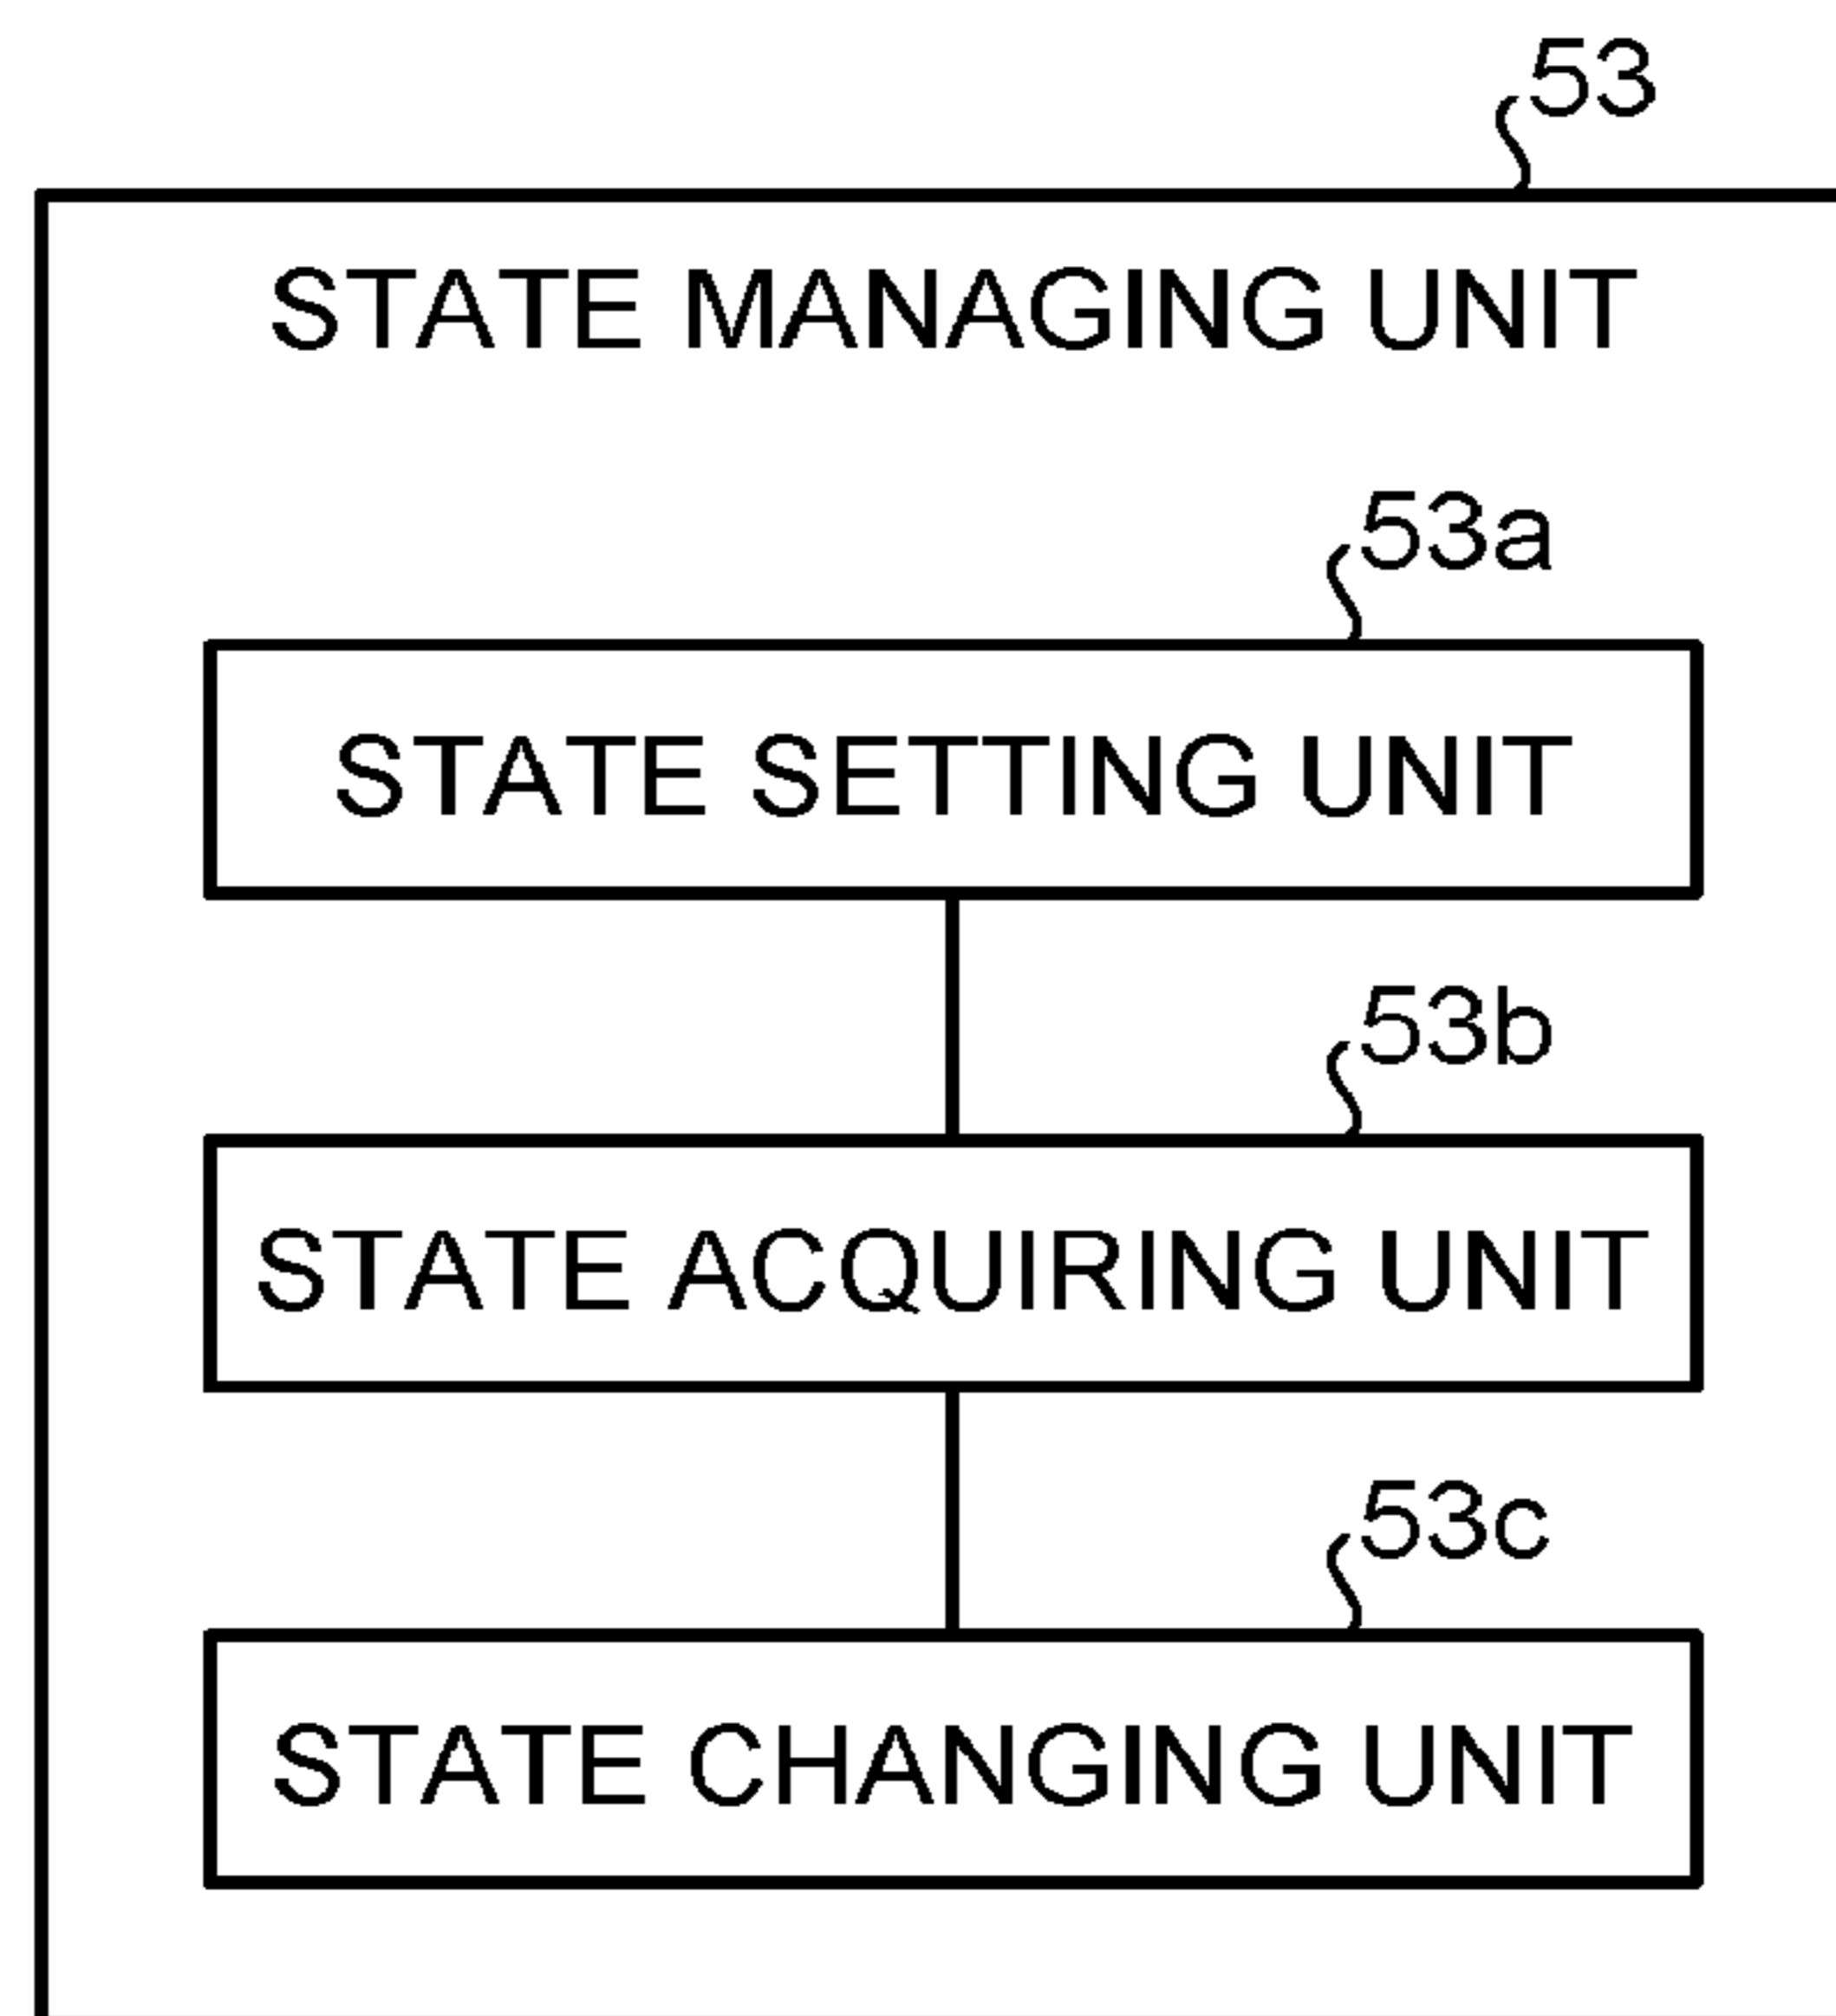 53
STATE MANAGING UNIT
53a
STATE SETTING UNIT
53b
STATE ACQUIRING UNIT
53c
STATE CHANGING UNIT